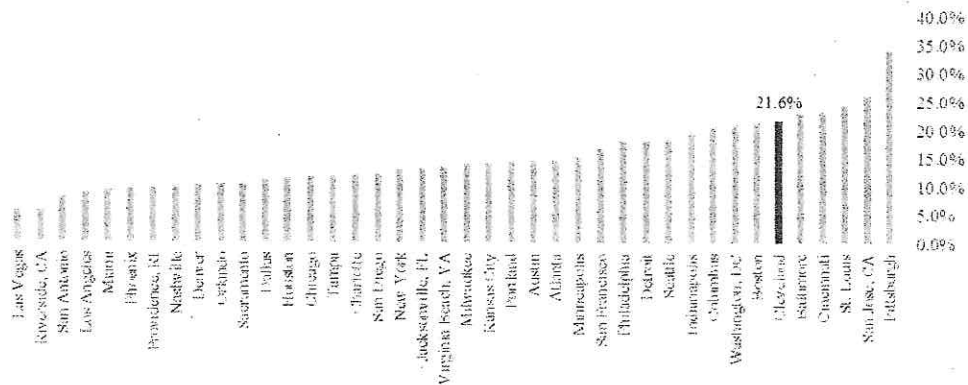 40.0%
35.0%
30.0%
25.0%
20.0%
15.0%
10.0%
5.0%
0.0%
21.6%
Las Vegas
Riverside, CA
San Antonio
Los Angeles
Miami
Phoenix
Providence, RI
Nashville
Denver
Orlando
Sacramento
Dallas
Houston
Chicago
Tampa
Charlotte
San Diego
New York
Jacksonville, FL
Virginia Beach, VA
Milwaukee
Kansas City
Portland
Austin
Atlanta
Minneapolis
San Francisco
Philadelphia
Detroit
Seattle
Indianapolis
Columbus
Washington, DC
Boston
Cleveland
Baltimore
Cincinnati
St. Louis
San Jose, CA
Pittsburgh